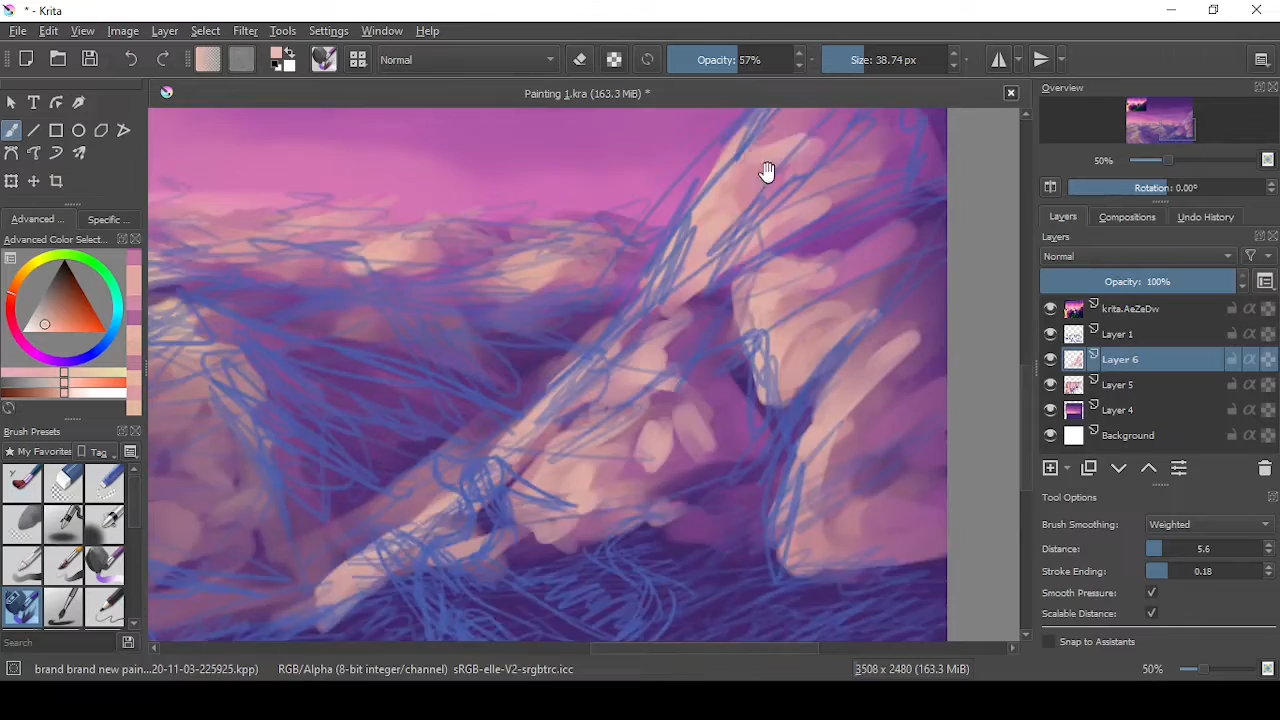 * - Krita
File Edit View Image Layer Select Filter Tools Settings Window Help
Normal Opacity: 57% Size: 38.74 px
Painting 1.kra (163.3 MiB) *
Overview
50%
Rotation: 0.00°
Advanced ... Specific ...
Advanced Color Select...
Layers Compositions Undo History
Layers
Normal
Opacity: 100%
krita.AeZeDw
Layer 1
Layer 6
Layer 5
Layer 4
Background
Brush Presets
My Favorites Tag
Search
Tool Options
Brush Smoothing: Weighted
Distance: 5.6
Stroke Ending: 0.18
Smooth Pressure:
Scalable Distance:
Snap to Assistants
brand brand new pain...20-11-03-225925.kpp) RGB/Alpha (8-bit integer/channel) sRGB-elle-V2-srgbtrc.icc 3508 x 2480 (163.3 MiB) 50%